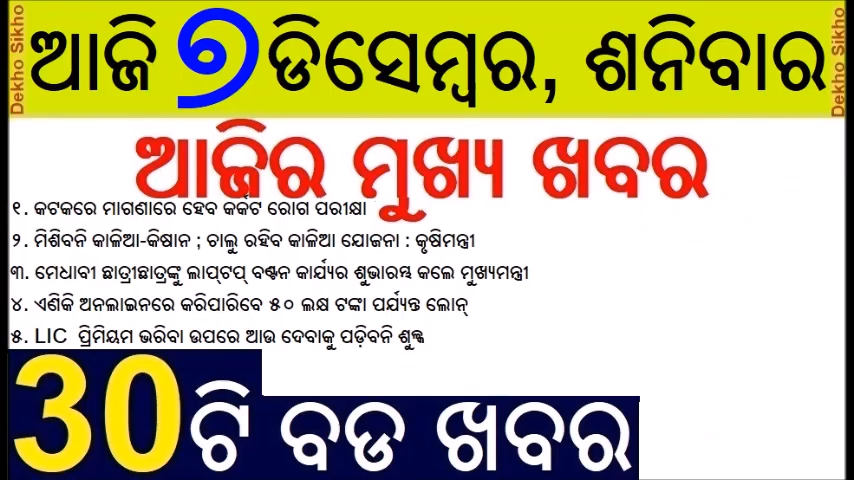 Dekho Sikho
ଆଜି ୭ ଡିସେମ୍ବର, ଶନିବାର
Dekho Sikho
ଆଜିର ମୁଖ୍ୟ ଖବର
୧. କଟକରେ ମାଗଣାରେ ହେବ କର୍କଟ ରୋଗ ପରୀକ୍ଷା
୨. ମିଶିବନି କାଳିଆ-କିଷାନ ; ଚାଲୁ ରହିବ କାଳିଆ ଯୋଜନା : କୃଷିମନ୍ତ୍ରୀ
୩. ମେଧାବୀ ଛାତ୍ରୀଛାତ୍ରଙ୍କୁ ଲାପ୍‌ଟପ୍ ବଣ୍ଟନ କାର୍ଯ୍ୟର ଶୁଭାରମ୍ଭ କଲେ ମୁଖ୍ୟମନ୍ତ୍ରୀ
୪. ଏଣିକି ଅନଲାଇନରେ କରିପାରିବେ ୫୦ ଲକ୍ଷ ଟଙ୍କା ପର୍ଯ୍ୟନ୍ତ ଲୋନ୍
୫. LIC ପ୍ରିମିୟମ ଭରିବା ଉପରେ ଆଉ ଦେବାକୁ ପଡ଼ିବନି ଶୁଳ୍କ
30ଟି ବଡ ଖବର